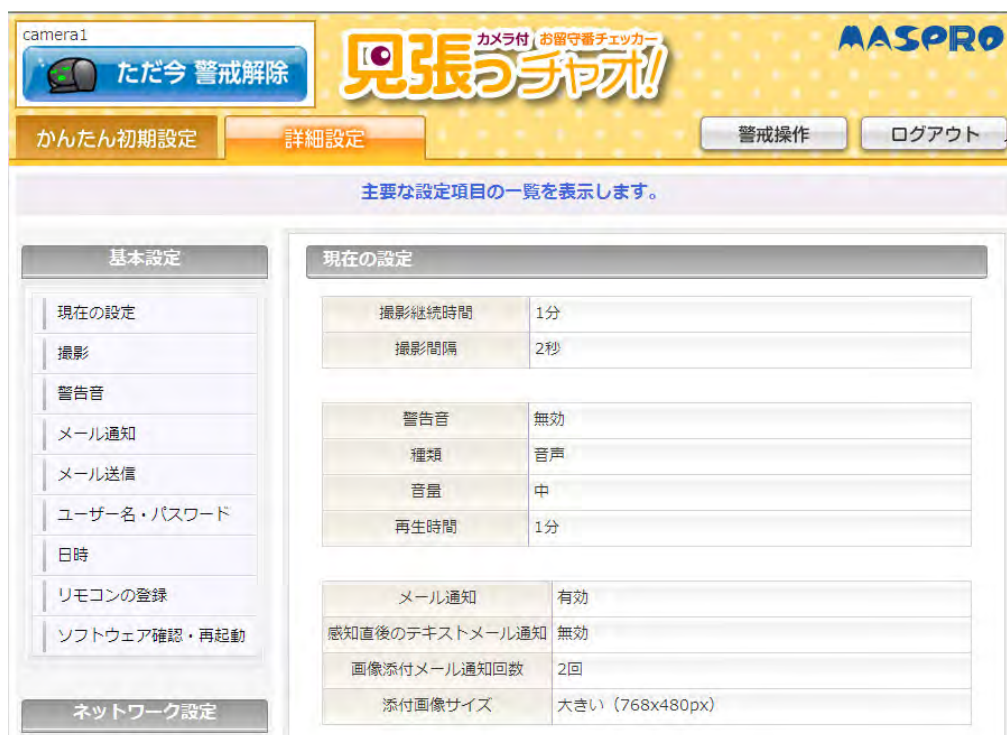 camera1
ただ今 警戒解除
カメラ付 お留守番チェッカー
見張っチャオ!
MASPRO
かんたん初期設定
詳細設定
警戒操作
ログアウト
主要な設定項目の一覧を表示します。
基本設定
現在の設定
撮影
警告音
メール通知
メール送信
ユーザー名・パスワード
日時
リモコンの登録
ソフトウェア確認・再起動
ネットワーク設定
現在の設定
撮影継続時間 1分
撮影間隔 2秒
警告音 無効
種類 音声
音量 中
再生時間 1分
メール通知 有効
感知直後のテキストメール通知 無効
画像添付メール通知回数 2回
添付画像サイズ 大きい（768x480px）